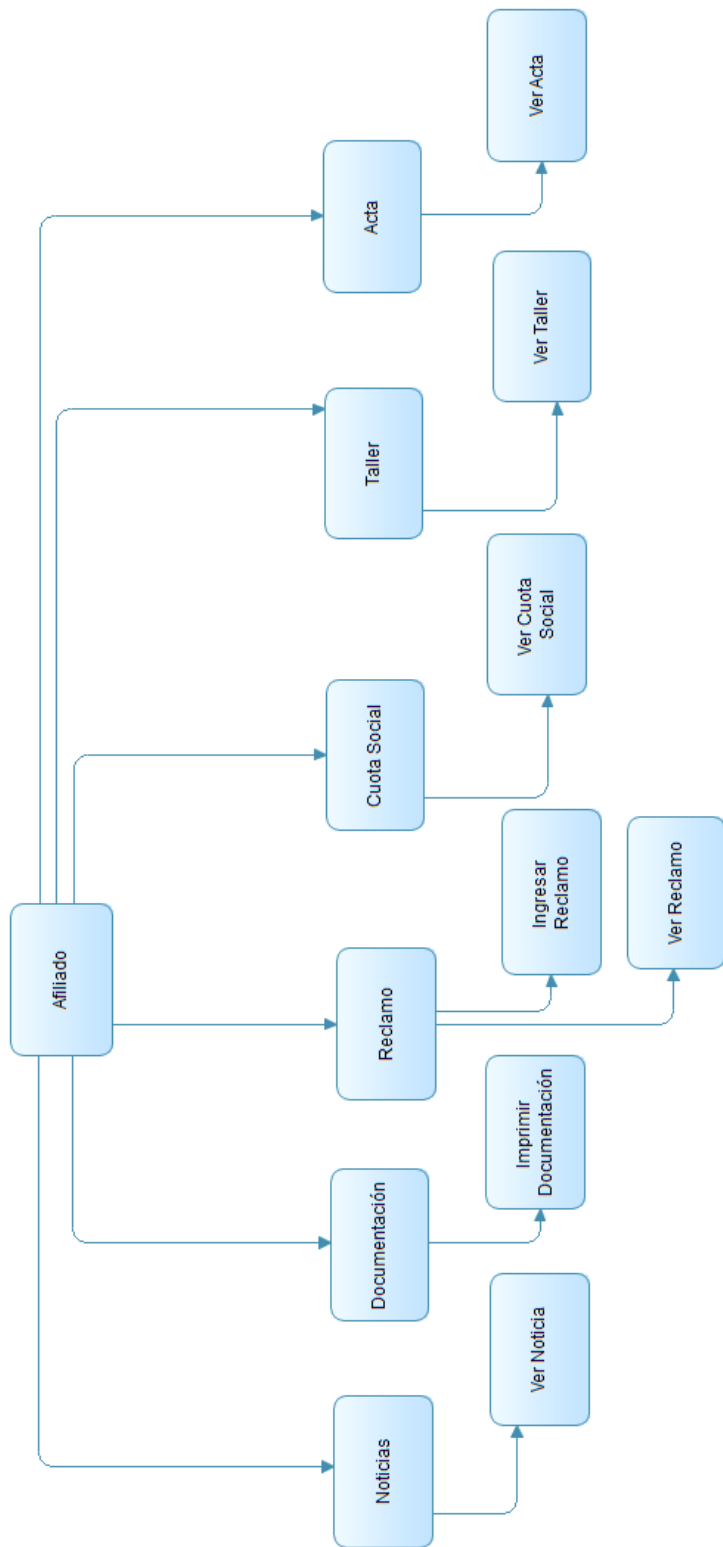 Afiliado
Noticias
Documentación
Reclamo
Cuota Social
Taller
Acta
Ver Noticia
Imprimir
Documentación
Ingresar
Reclamo
Ver Reclamo
Ver Cuota
Social
Ver Taller
Ver Acta